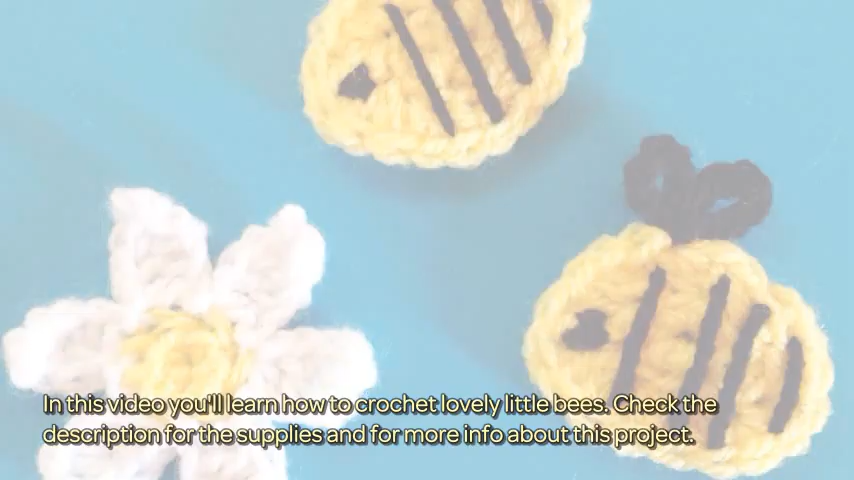 In this video you'll learn how to crochet lovely little bees. Check the
description for the supplies and for more info about this project.